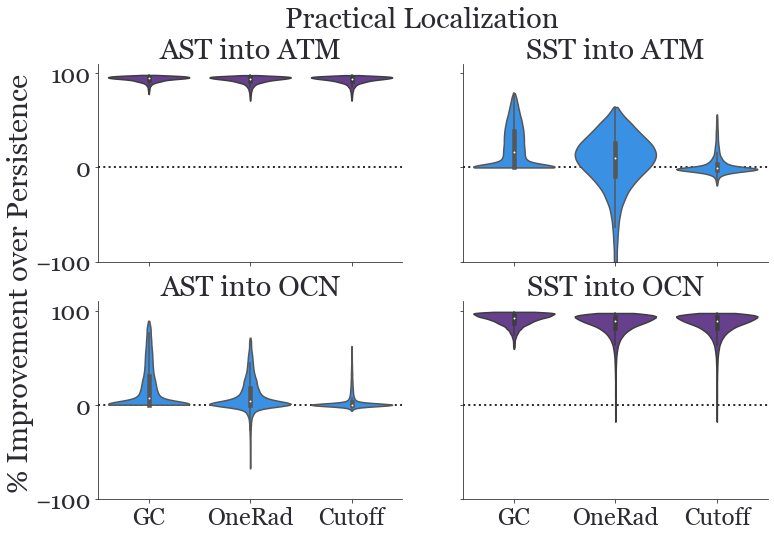 Practical Localization
AST into ATM
SST into ATM
% Improvement over Persistence
100
0
−100
AST into OCN
SST into OCN
100
0
−100
GC
OneRad
Cutoff
GC
OneRad
Cutoff